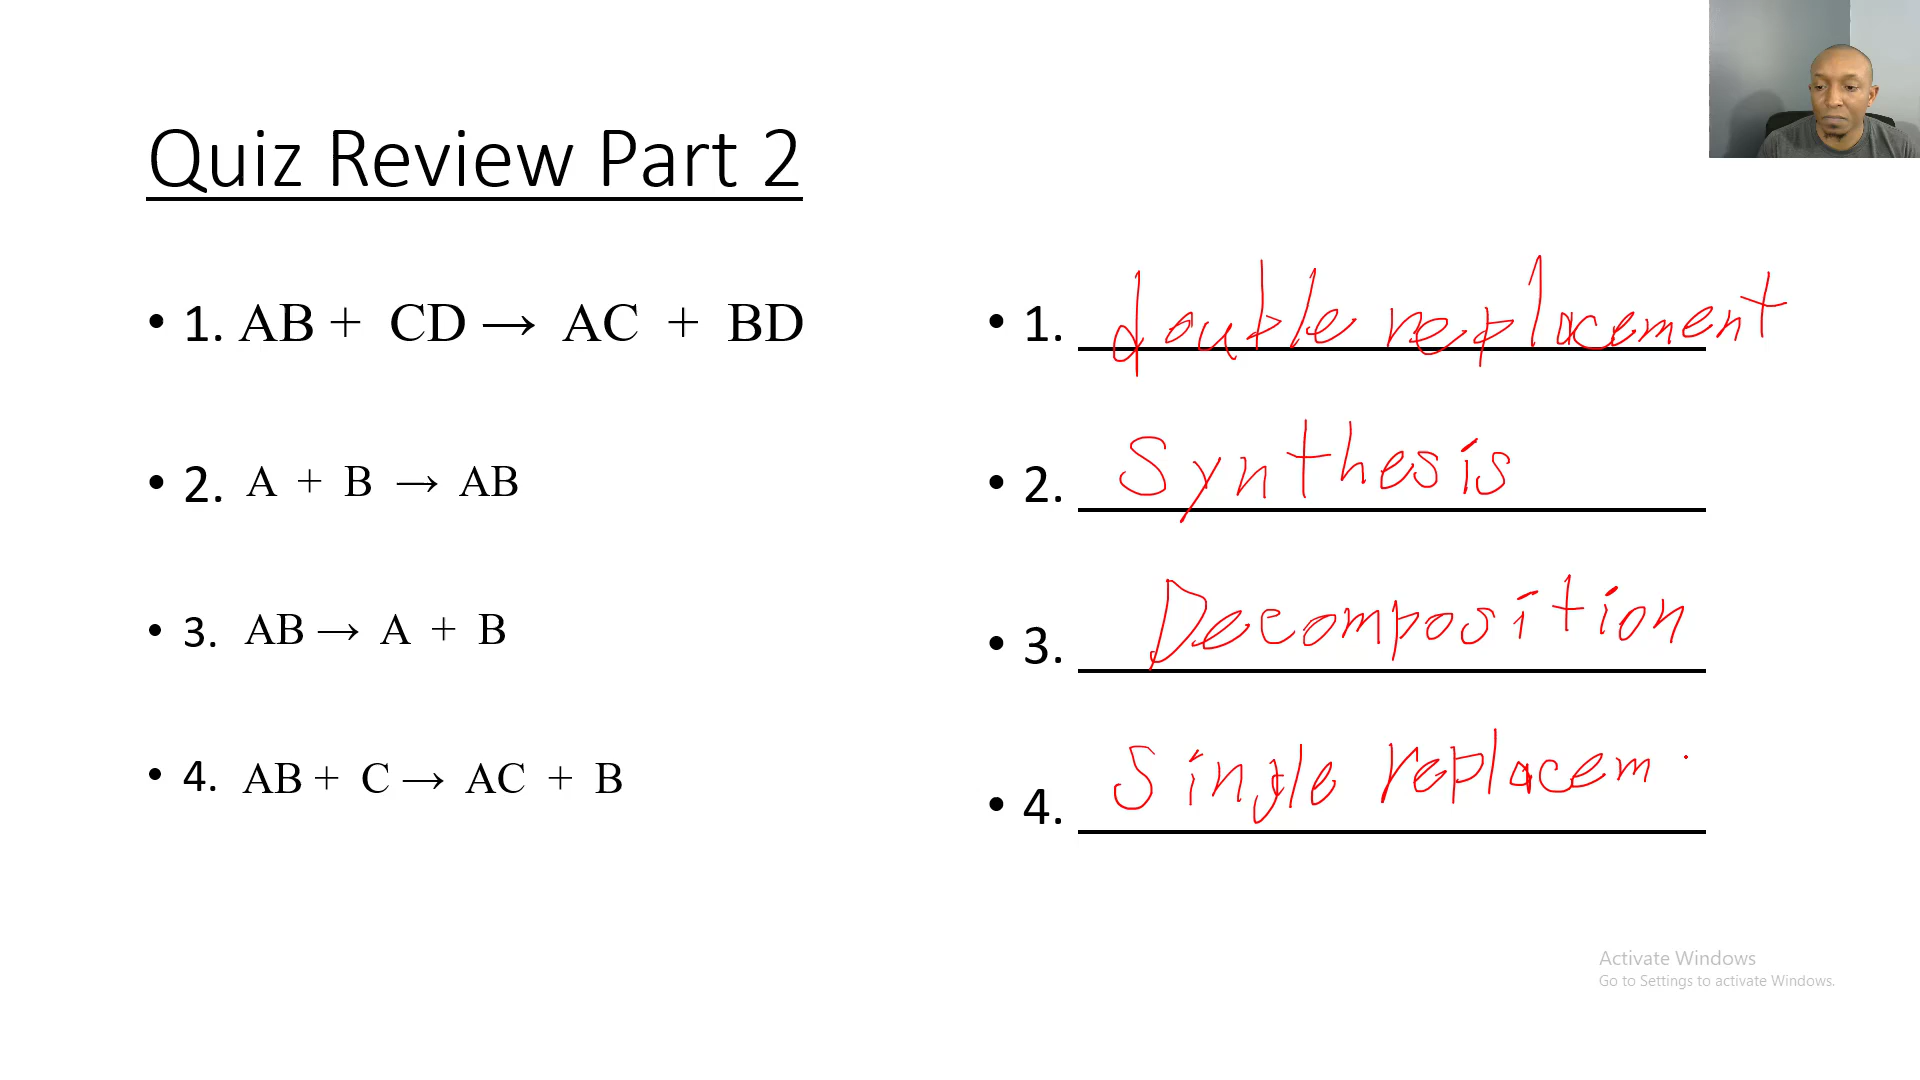 Quiz Review Part 2
• 1. AB + CD → AC + BD
• 2. A + B → AB
• 3. AB → A + B
• 4. AB + C → AC + B
• 1. double replacement
• 2. Synthesis
• 3. Decomposition
• 4. Single replacem
Activate Windows
Go to Settings to activate Windows.